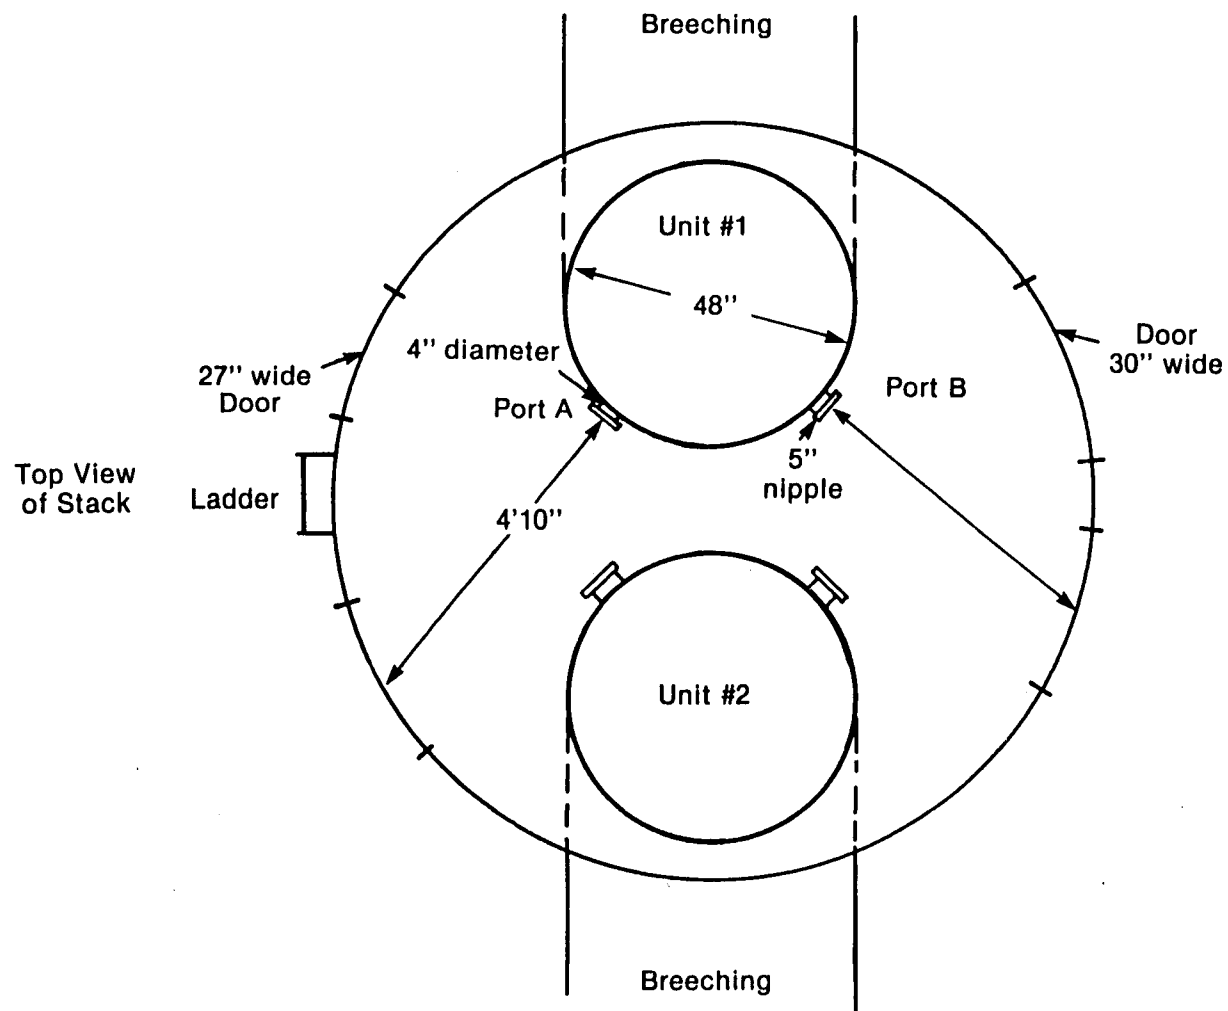 Breeching
Unit #1
48''
4'' diameter
Port A
Port B
Door
30'' wide
27'' wide
Door
5''
nipple
Top View
of Stack
Ladder
4'10''
Unit #2
Breeching